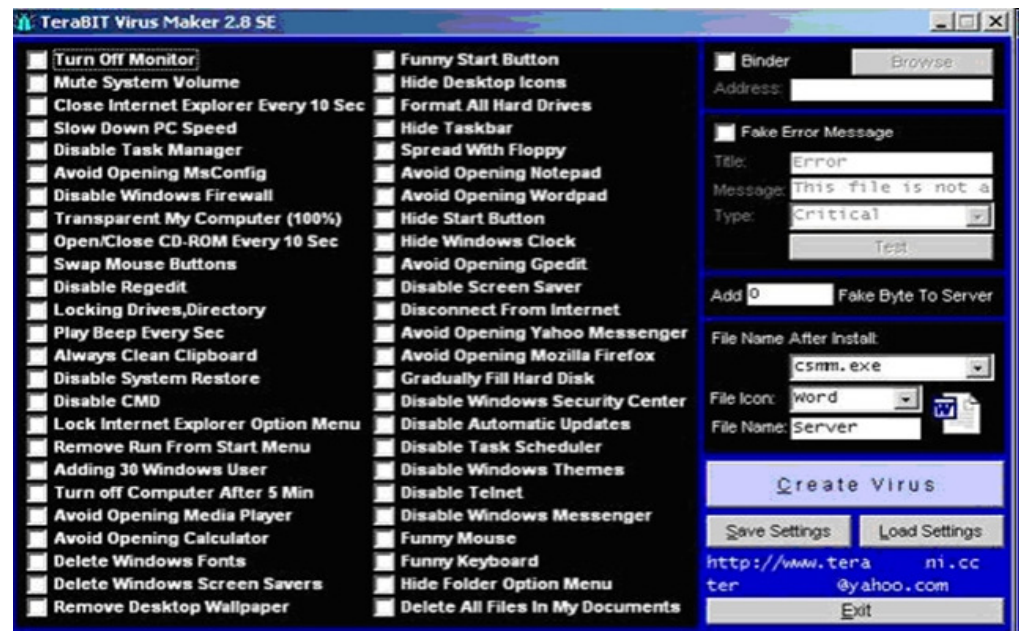 TeraBIT Virus Maker 2.8 SE
Turn Off Monitor
Mute System Volume
Close Internet Explorer Every 10 Sec
Slow Down PC Speed
Disable Task Manager
Avoid Opening MsConfig
Disable Windows Firewall
Transparent My Computer (100%)
Open/Close CD-ROM Every 10 Sec
Swap Mouse Buttons
Disable Regedit
Locking Drives,Directory
Play Beep Every Sec
Always Clean Clipboard
Disable System Restore
Disable CMD
Lock Internet Explorer Option Menu
Remove Run From Start Menu
Adding 30 Windows User
Turn off Computer After 5 Min
Avoid Opening Media Player
Avoid Opening Calculator
Delete Windows Fonts
Delete Windows Screen Savers
Remove Desktop Wallpaper
Funny Start Button
Hide Desktop Icons
Format All Hard Drives
Hide Taskbar
Spread With Floppy
Avoid Opening Notepad
Avoid Opening Wordpad
Hide Start Button
Hide Windows Clock
Avoid Opening Gpedit
Disable Screen Saver
Disconnect From Internet
Avoid Opening Yahoo Messenger
Avoid Opening Mozilla Firefox
Gradually Fill Hard Disk
Disable Windows Security Center
Disable Automatic Updates
Disable Task Scheduler
Disable Windows Themes
Disable Telnet
Disable Windows Messenger
Funny Mouse
Funny Keyboard
Hide Folder Option Menu
Delete All Files In My Documents
Binder Browse
Address:
Fake Error Message
Title: Error
Message: This file is not a
Type: Critical
Test
Add 0 Fake Byte To Server
File Name After Install:
csmm.exe
File Icon: Word
File Name: Server
Create Virus
Save Settings Load Settings
http://www.tera ni.cc
ter @yahoo.com
Exit